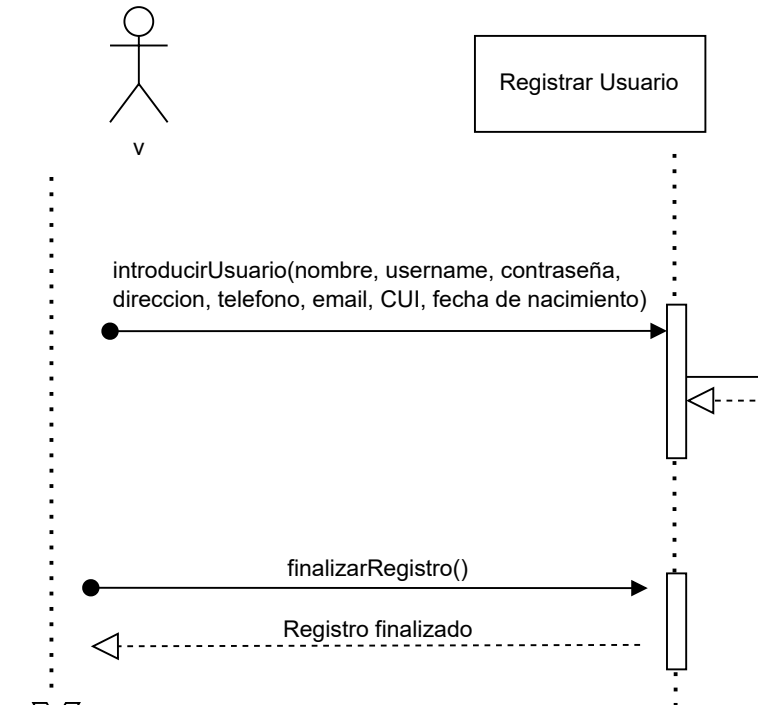 Registrar Usuario
v
introducirUsuario(nombre, username, contraseña,
direccion, telefono, email, CUI, fecha de nacimiento)
finalizarRegistro()
Registro finalizado